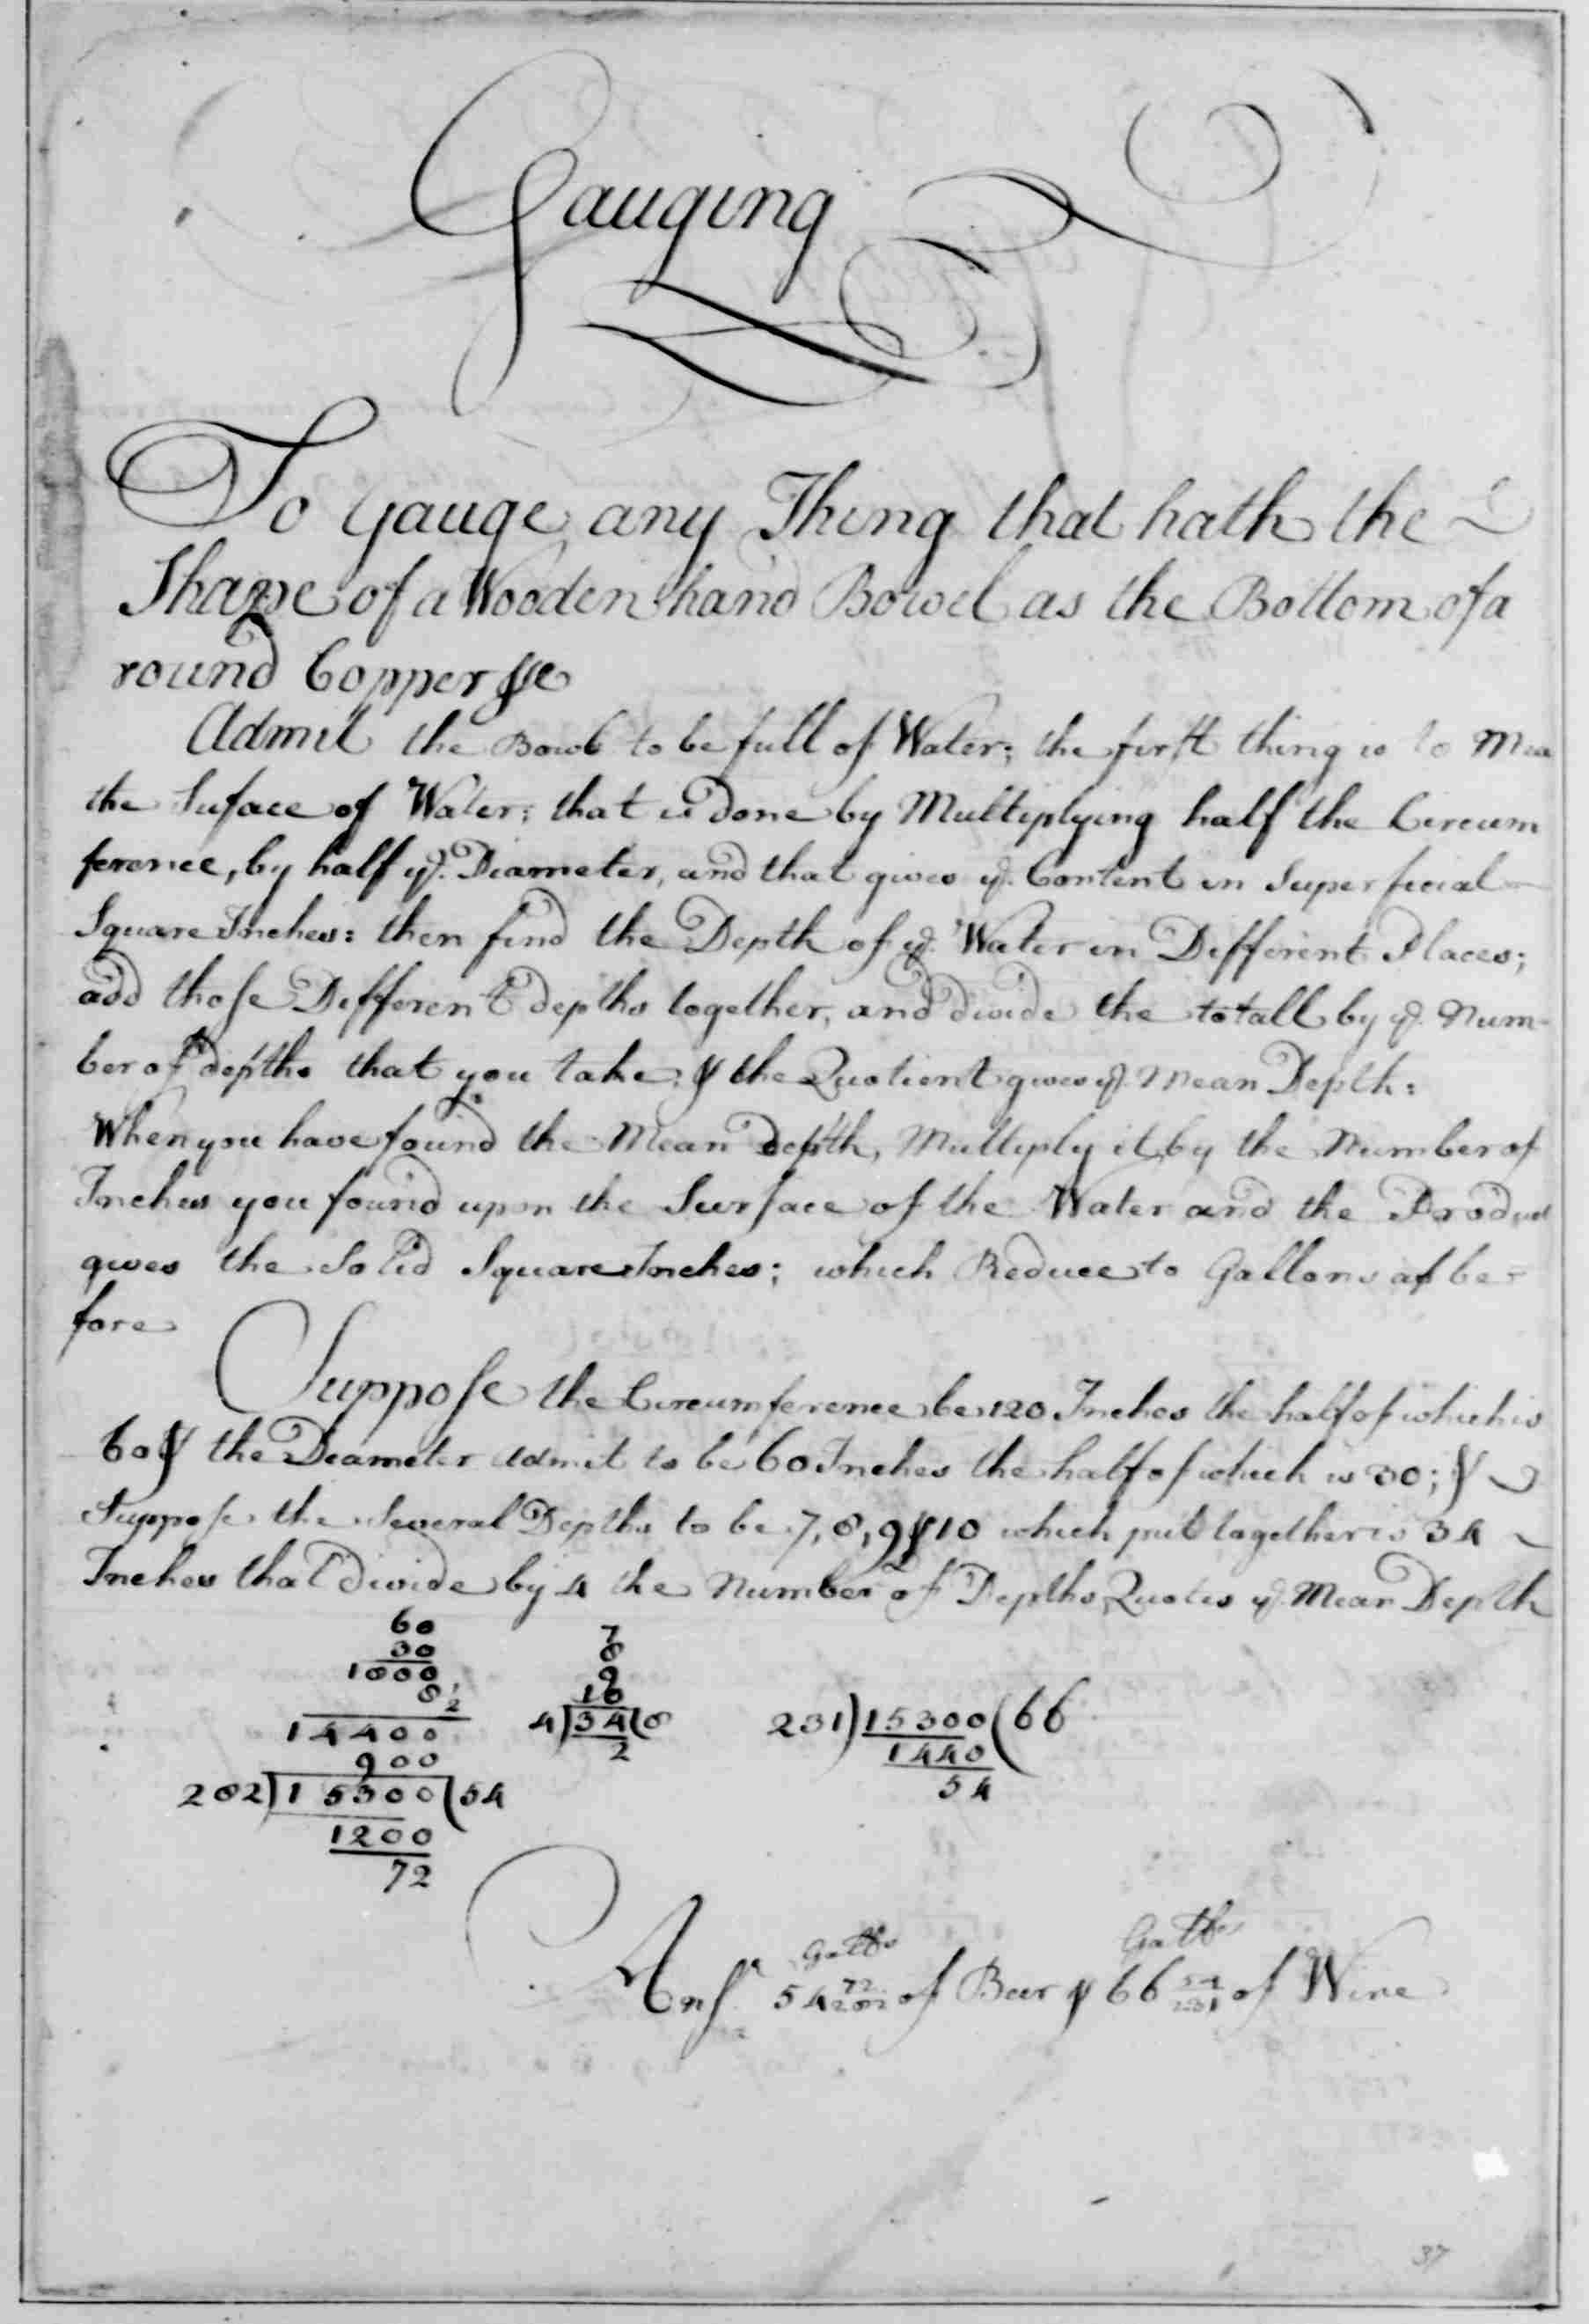 Gauging
To Gauge any Thing that hath the
Shape of a Wooden hand Bowel as the Bottom of a
round Copper &c
Admit the Bowl to be full of Water; the first thing is to Mea
the Suface of Water; that is done by Multiplying half the Circum
ference, by half ye. Diameter, and that gives ye. Content in Superficial
Square Inches: then find the Depth of ye. Water in Different Places;
add those Different depths together, and divide the totall by ye. Num-
ber of depths that you take; & the Quotient gives ye. Mean Depth:
When you have found the Mean depth, Multiply it by the Number of
Inches you found upon the Surface of the Water and the Product
gives the Solid Square Inches; which Reduce to Gallons as be-
fore
Suppose the Circumference be 120 Inches the half of which is
60 & the Diameter Admit to be 60 Inches the half of which is 30; &
Suppose the Several Depths to be 7, 8, 9 & 10 which put together is 34
Inches that divide by 4 the Number of Depths Quotes ye. Mean Depth
60
30
1800
8 1/2
14400
900
282) 15300 (54
1200
72
7
8
9
10
4) 34 (8
2
231) 15300 (66
1440
54
Galls Galls
Ansr. 54 72/282 of Beer & 66 54/231 of Wine
37